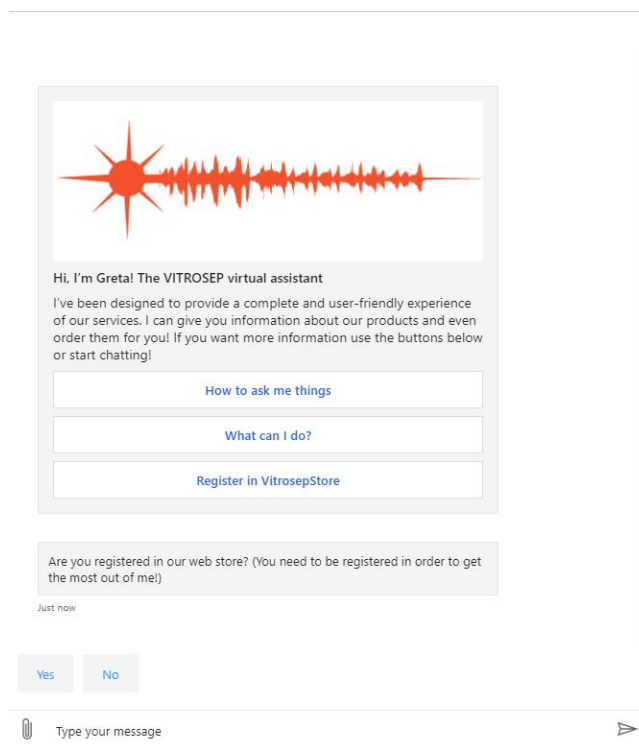 Hi, I'm Greta! The VITROSEP virtual assistant
I've been designed to provide a complete and user-friendly experience
of our services. I can give you information about our products and even
order them for you! If you want more information use the buttons below
or start chatting!
How to ask me things
What can I do?
Register in VitrosepStore
Are you registered in our web store? (You need to be registered in order to get
the most out of me!)
Just now
Yes No
Type your message